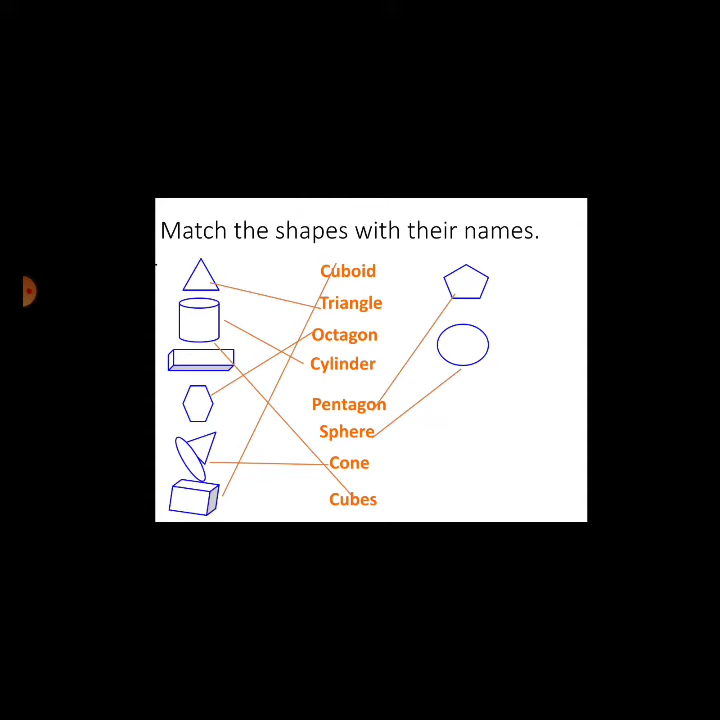 Match the shapes with their names.
Cuboid
Triangle
Octagon
Cylinder
Pentagon
Sphere
Cone
Cubes